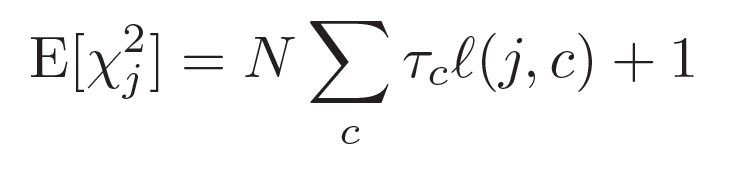 E[χ_j^2] = N ∑_c τ_c ℓ(j, c) + 1